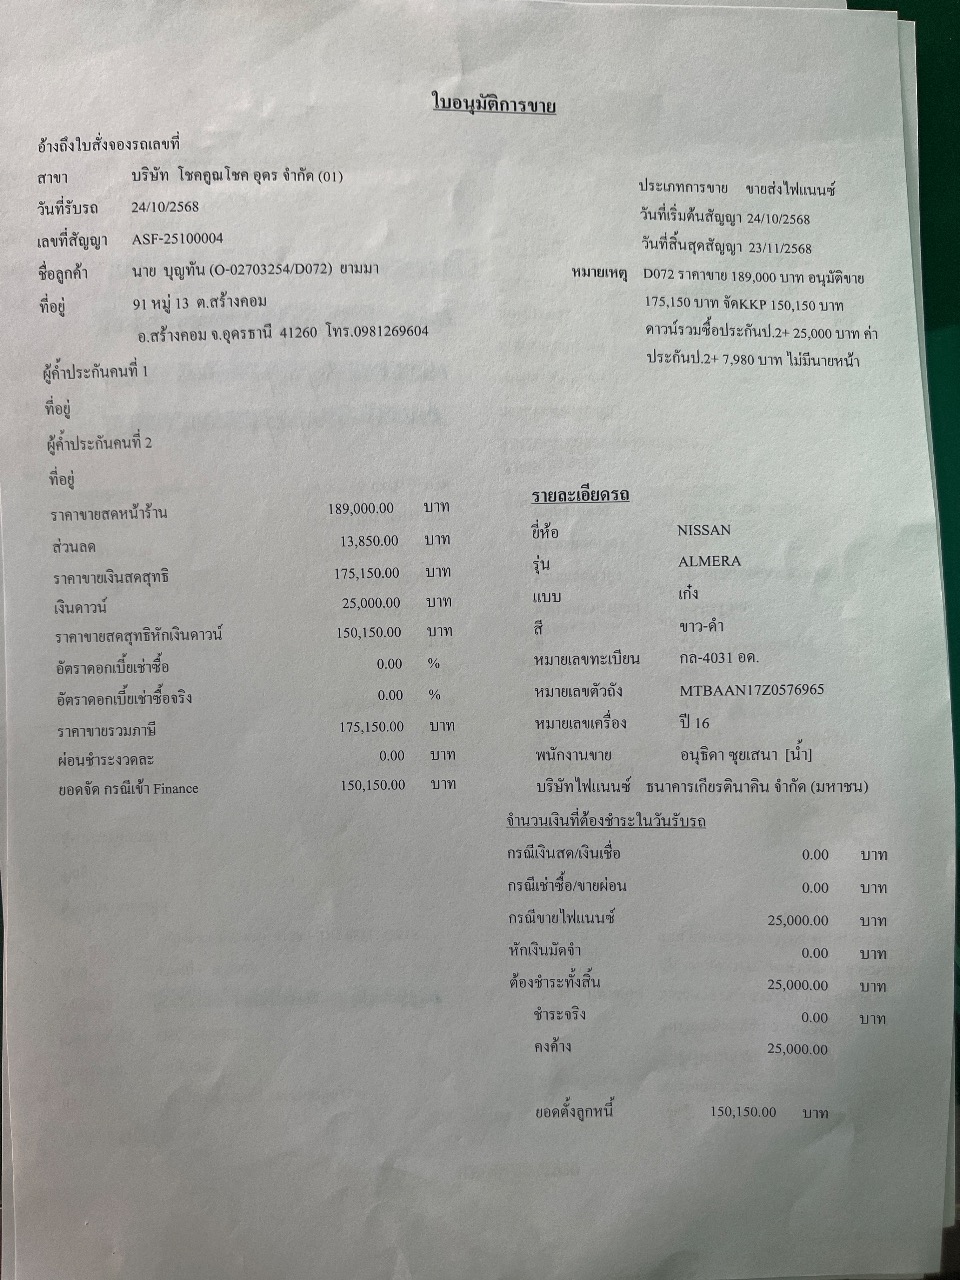 ใบอนุมัติการขาย
อ้างถึงใบสั่งจองรถเลขที่
สาขา บริษัท โชคคูณโชค อุดร จำกัด (01)
วันที่รับรถ 24/10/2568
เลขที่สัญญา ASF-25100004
ชื่อลูกค้า นาย บุญทัน (O-02703254/D072) ยามมา
ที่อยู่ 91 หมู่ 13 ต.สร้างคอม
อ.สร้างคอม จ.อุดรธานี 41260 โทร.0981269604
ประเภทการขาย ขายส่งไฟแนนซ์
วันที่เริ่มต้นสัญญา 24/10/2568
วันที่สิ้นสุดสัญญา 23/11/2568
หมายเหตุ D072 ราคาขาย 189,000 บาท อนุมัติขาย
175,150 บาท จัดKKP 150,150 บาท
ดาวน์รวมซื้อประกันป.2+ 25,000 บาท ค่า
ประกันป.2+ 7,980 บาท ไม่มีนายหน้า
ผู้ค้ำประกันคนที่ 1
ที่อยู่
ผู้ค้ำประกันคนที่ 2
ที่อยู่
ราคาขายสดหน้าร้าน 189,000.00 บาท
ส่วนลด 13,850.00 บาท
ราคาขายเงินสดสุทธิ 175,150.00 บาท
เงินดาวน์ 25,000.00 บาท
ราคาขายสดสุทธิหักเงินดาวน์ 150,150.00 บาท
อัตราดอกเบี้ยเช่าซื้อ 0.00 %
อัตราดอกเบี้ยเช่าซื้อจริง 0.00 %
ราคาขายรวมภาษี 175,150.00 บาท
ผ่อนชำระงวดละ 0.00 บาท
ยอดจัด กรณีเข้า Finance 150,150.00 บาท
รายละเอียดรถ
ยี่ห้อ NISSAN
รุ่น ALMERA
แบบ เก๋ง
สี ขาว-ดำ
หมายเลขทะเบียน กล-4031 อด.
หมายเลขตัวถัง MTBAAN17Z0576965
หมายเลขเครื่อง ปี 16
พนักงานขาย อนุธิดา ซุยเสนา [น้ำ]
บริษัทไฟแนนซ์ ธนาคารเกียรตินาคิน จำกัด (มหาชน)
จำนวนเงินที่ต้องชำระในวันรับรถ
กรณีเงินสด/เงินเชื่อ 0.00 บาท
กรณีเช่าซื้อ/ขายผ่อน 0.00 บาท
กรณีขายไฟแนนซ์ 25,000.00 บาท
หักเงินมัดจำ 0.00 บาท
ต้องชำระทั้งสิ้น 25,000.00 บาท
ชำระจริง 0.00 บาท
คงค้าง 25,000.00
ยอดตั้งลูกหนี้ 150,150.00 บาท